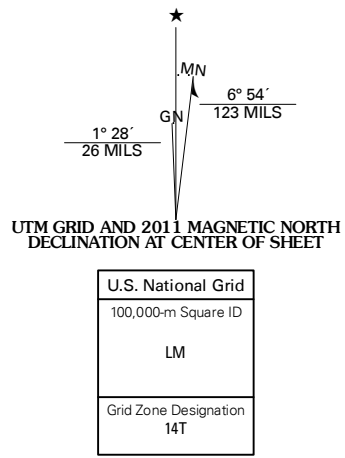 ★
MN
GN
6° 54´
123 MILS
1° 28´
26 MILS
UTM GRID AND 2011 MAGNETIC NORTH
DECLINATION AT CENTER OF SHEET
U.S. National Grid
100,000-m Square ID
LM
Grid Zone Designation
14T